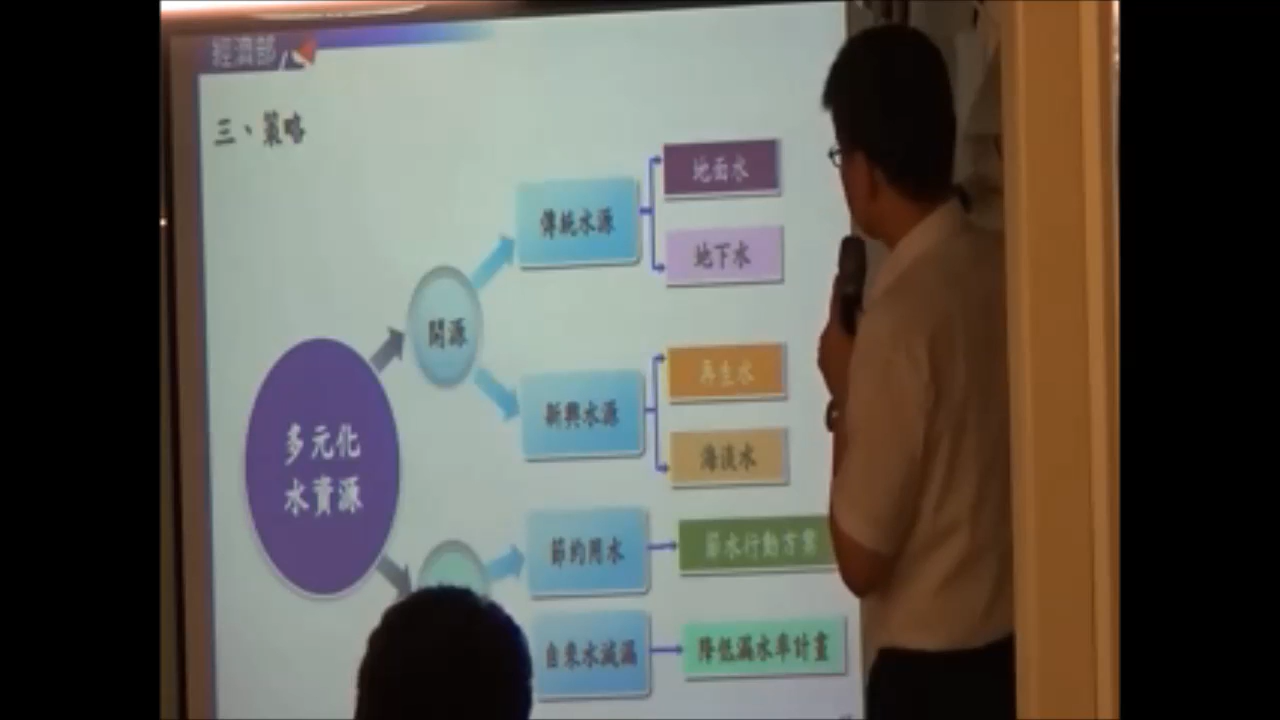 經濟部
三、策略
多元化
水資源
開源
傳統水源
地面水
地下水
新興水源
再生水
海淡水
節約用水
節水行動方案
自來水減漏
降低漏水率計畫